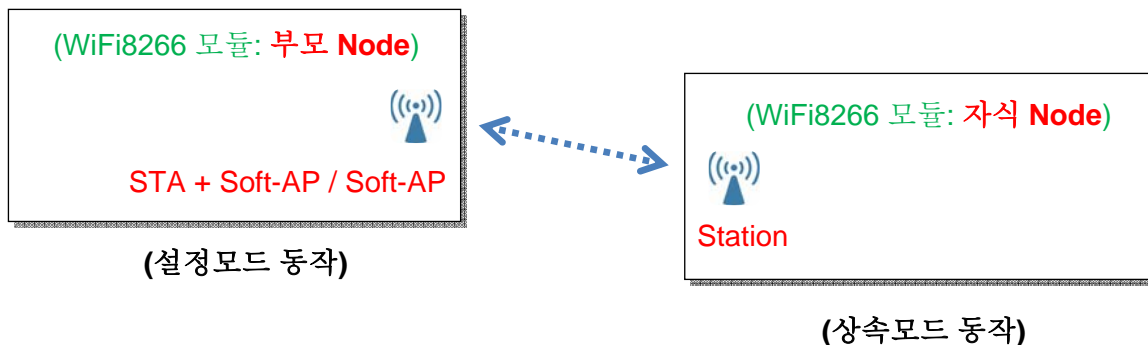 (WiFi8266 모듈: 부모 Node)
STA + Soft-AP / Soft-AP
(설정모드 동작)
(WiFi8266 모듈: 자식 Node)
Station
(상속모드 동작)